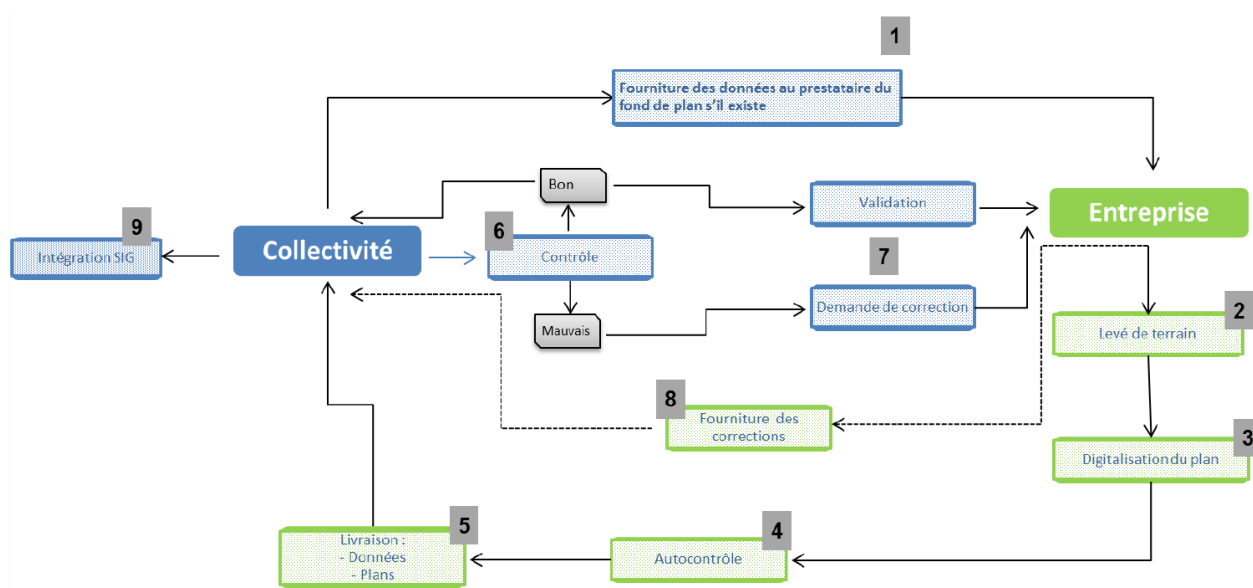 1
Fourniture des données au prestataire du
fond de plan s'il existe
Bon
Validation
Entreprise
9
Intégration SIG
Collectivité
6
Contrôle
7
Demande de correction
Mauvais
2
Levé de terrain
8
Fourniture des
corrections
3
Digitalisation du plan
5
Livraison :
- Données
- Plans
4
Autocontrôle